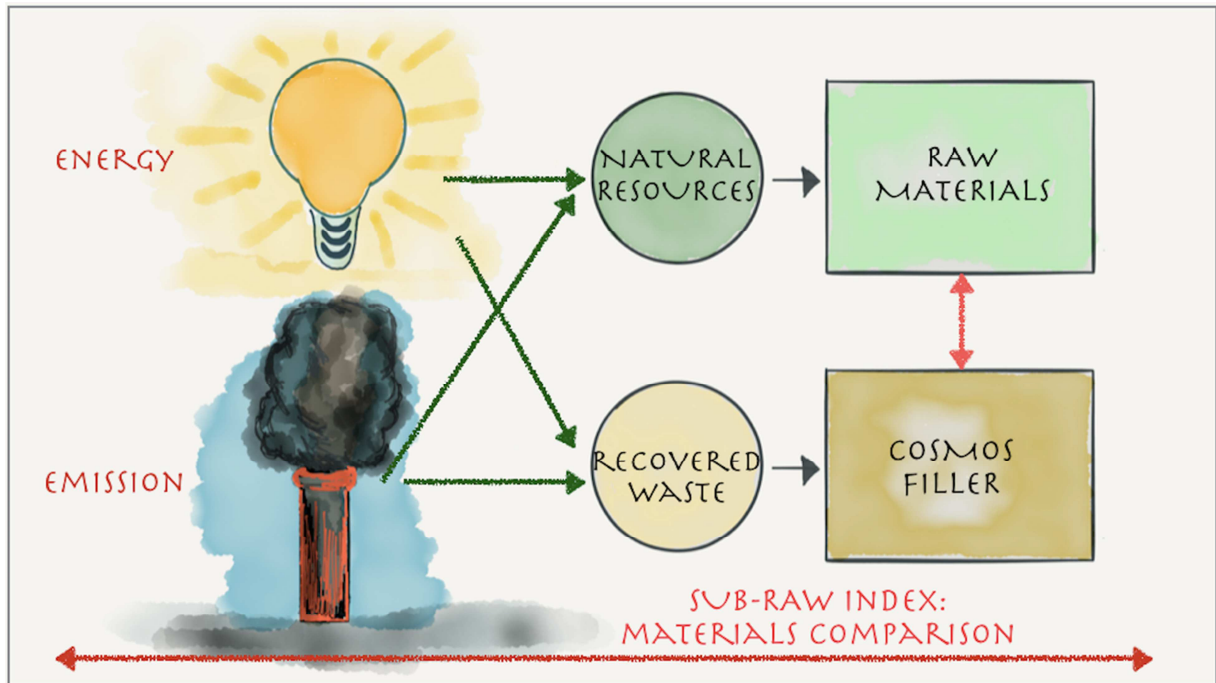 ENERGY
NATURAL
RESOURCES
RAW
MATERIALS
EMISSION
RECOVERED
WASTE
COSMOS
FILLER
SUB-RAW INDEX:
MATERIALS COMPARISON